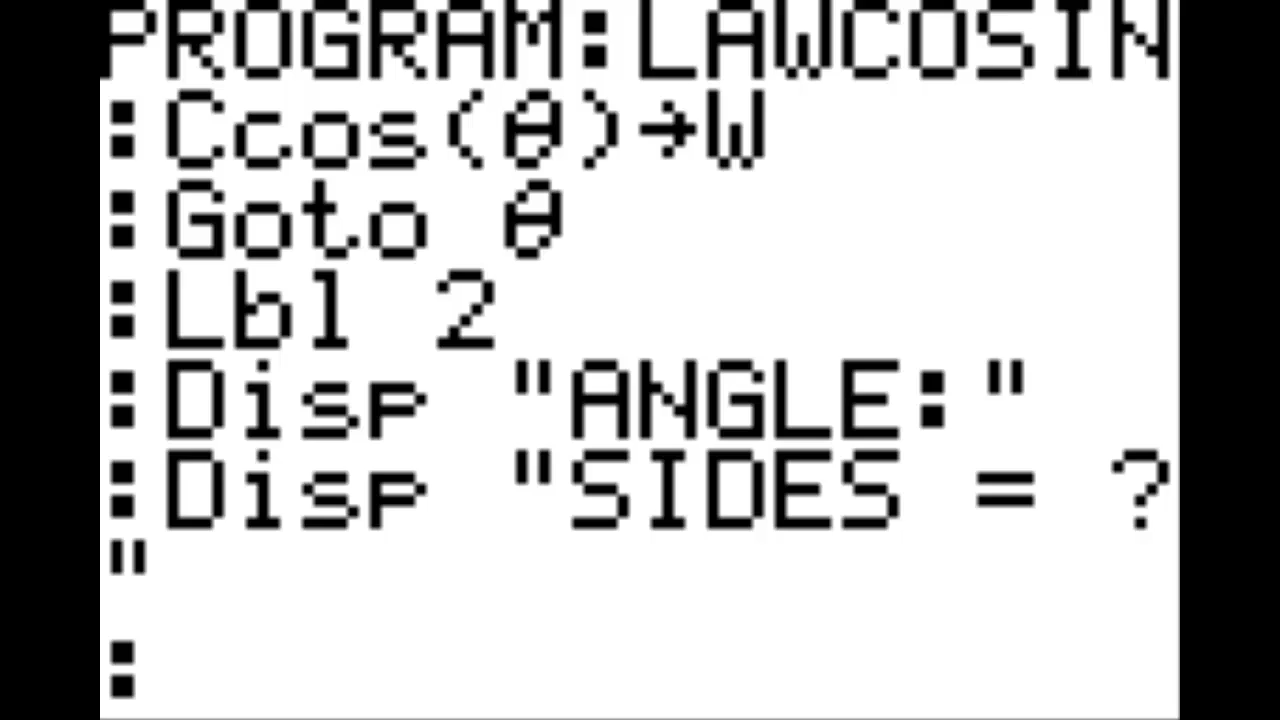 PROGRAM:LAWCOSIN
:Ccos(θ)→W
:Goto θ
:Lbl 2
:Disp "ANGLE:"
:Disp "SIDES = ?
"
: